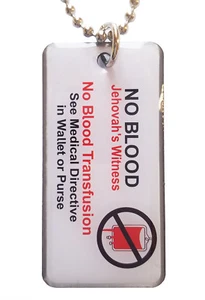 NO BLOOD
Jehovah's Witness
No Blood Transfusion
See Medical Directive
in Wallet or Purse